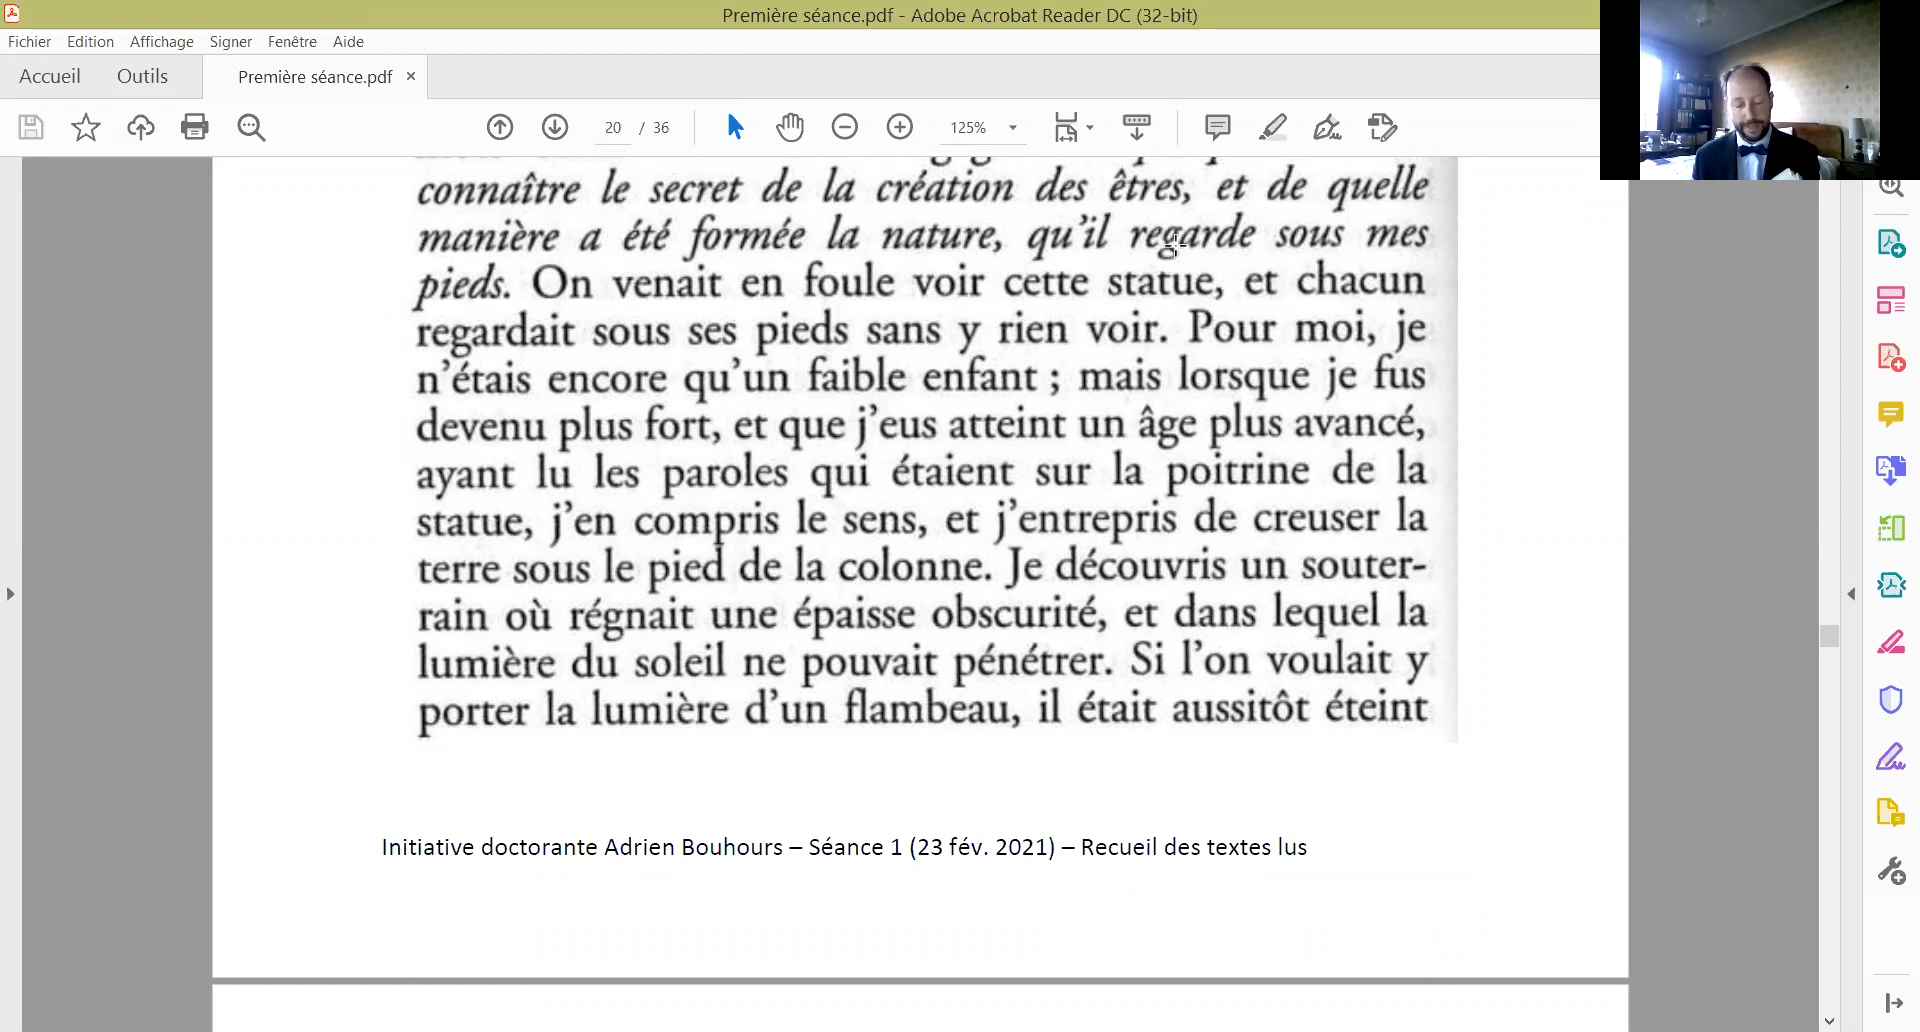 Première séance.pdf - Adobe Acrobat Reader DC (32-bit)
Fichier Edition Affichage Signer Fenêtre Aide
Accueil Outils Première séance.pdf ×
20 / 36 125%
connaître le secret de la création des êtres, et de quelle
manière a été formée la nature, qu'il regarde sous mes
pieds. On venait en foule voir cette statue, et chacun
regardait sous ses pieds sans y rien voir. Pour moi, je
n'étais encore qu'un faible enfant ; mais lorsque je fus
devenu plus fort, et que j'eus atteint un âge plus avancé,
ayant lu les paroles qui étaient sur la poitrine de la
statue, j'en compris le sens, et j'entrepris de creuser la
terre sous le pied de la colonne. Je découvris un souter-
rain où régnait une épaisse obscurité, et dans lequel la
lumière du soleil ne pouvait pénétrer. Si l'on voulait y
porter la lumière d'un flambeau, il était aussitôt éteint
Initiative doctorante Adrien Bouhours – Séance 1 (23 fév. 2021) – Recueil des textes lus